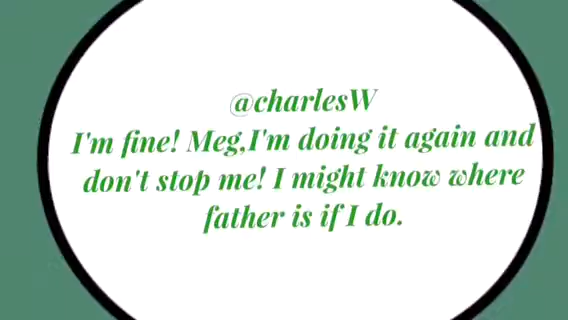 @charlesW
I'm fine! Meg,I'm doing it again and
don't stop me! I might know where
father is if I do.